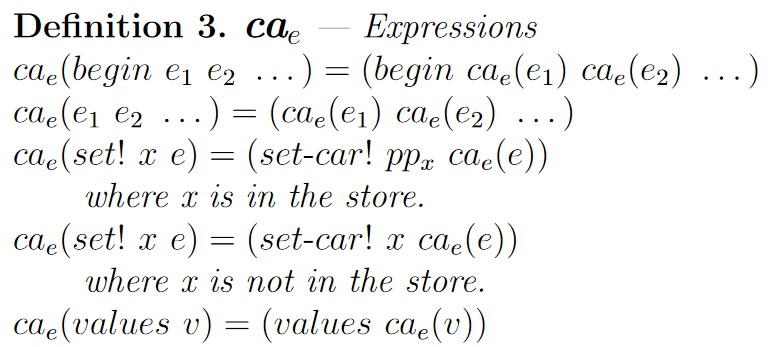 Definition 3. ca_e — Expressions
ca_e(begin e_1 e_2 ...) = (begin ca_e(e_1) ca_e(e_2) ...)
ca_e(e_1 e_2 ...) = (ca_e(e_1) ca_e(e_2) ...)
ca_e(set! x e) = (set-car! pp_x ca_e(e))
where x is in the store.
ca_e(set! x e) = (set-car! x ca_e(e))
where x is not in the store.
ca_e(values v) = (values ca_e(v))